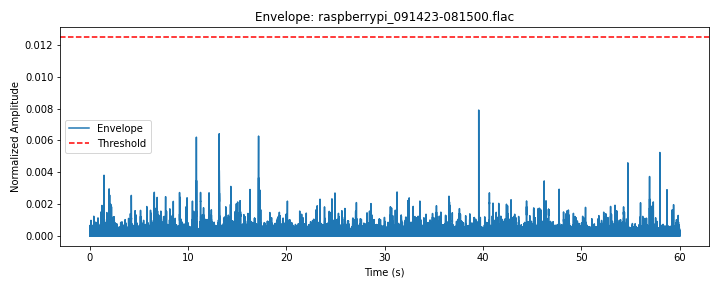 Envelope: raspberrypi_091423-081500.flac
Normalized Amplitude
0.012
0.010
0.008
0.006
0.004
0.002
0.000
Envelope
Threshold
0 10 20 30 40 50 60
Time (s)